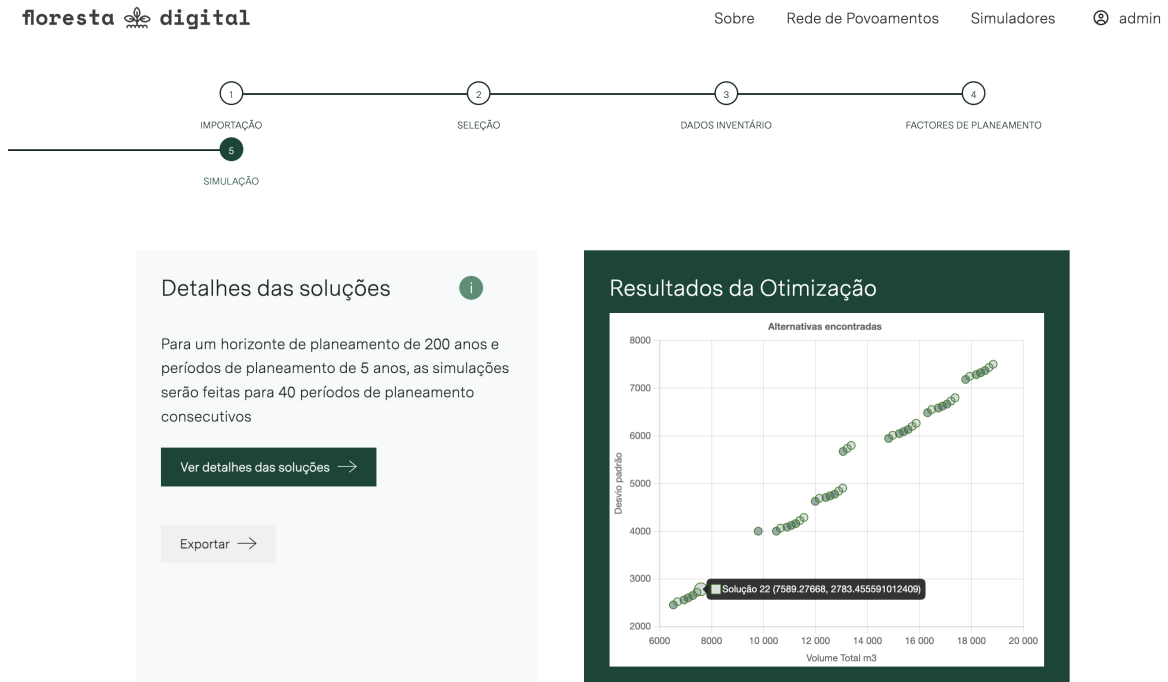 floresta digital
Sobre Rede de Povoamentos Simuladores admin
1 2 3 4
IMPORTAÇÃO SELEÇÃO DADOS INVENTÁRIO FACTORES DE PLANEAMENTO
5
SIMULAÇÃO
Detalhes das soluções i
Para um horizonte de planeamento de 200 anos e
períodos de planeamento de 5 anos, as simulações
serão feitas para 40 períodos de planeamento
consecutivos
Ver detalhes das soluções
Exportar
Resultados da Otimização
Alternativas encontradas
8000
7000
6000
5000
4000
3000
2000
Desvio padrão
Solução 22 (7589.27668, 2783.455591012409)
6000 8000 10 000 12 000 14 000 16 000 18 000 20 000
Volume Total m3